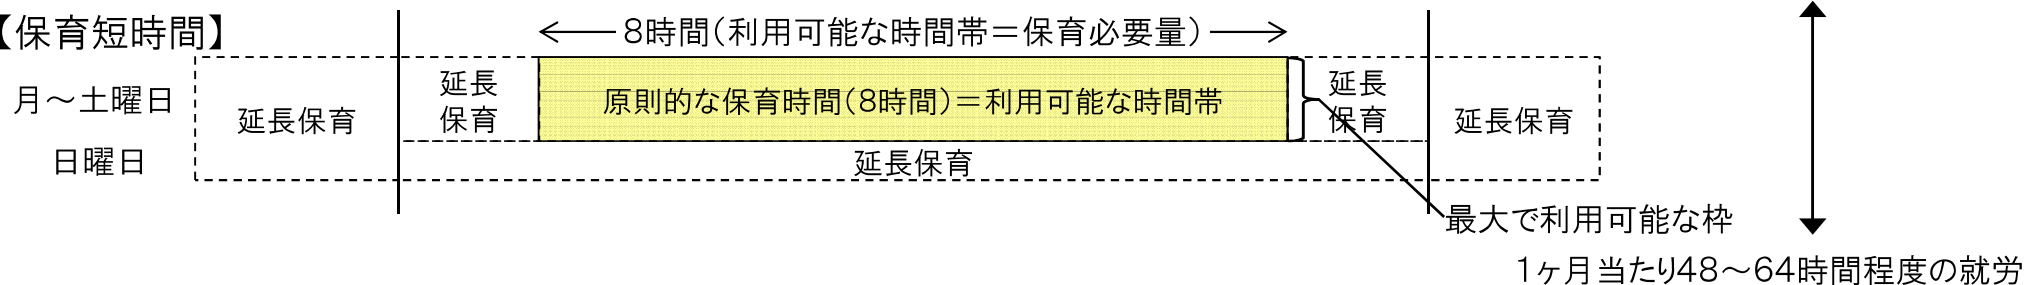 【保育短時間】
8時間(利用可能な時間帯＝保育必要量)
月～土曜日
延長保育
延長
保育
原則的な保育時間(8時間)＝利用可能な時間帯
延長
保育
延長保育
日曜日
延長保育
最大で利用可能な枠
1ヶ月当たり48～64時間程度の就労